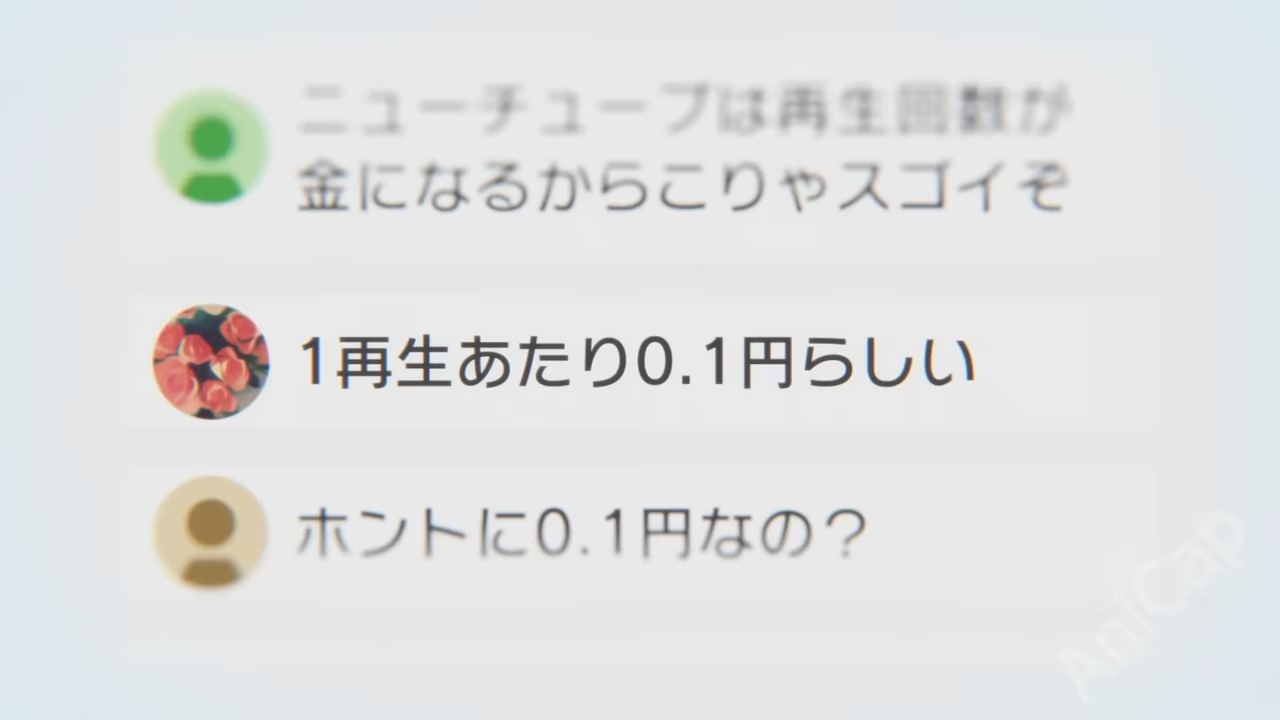 ニューチューブは再生回数が
金になるからこりゃスゴイぞ
1再生あたり0.1円らしい
ホントに0.1円なの？
AniCap